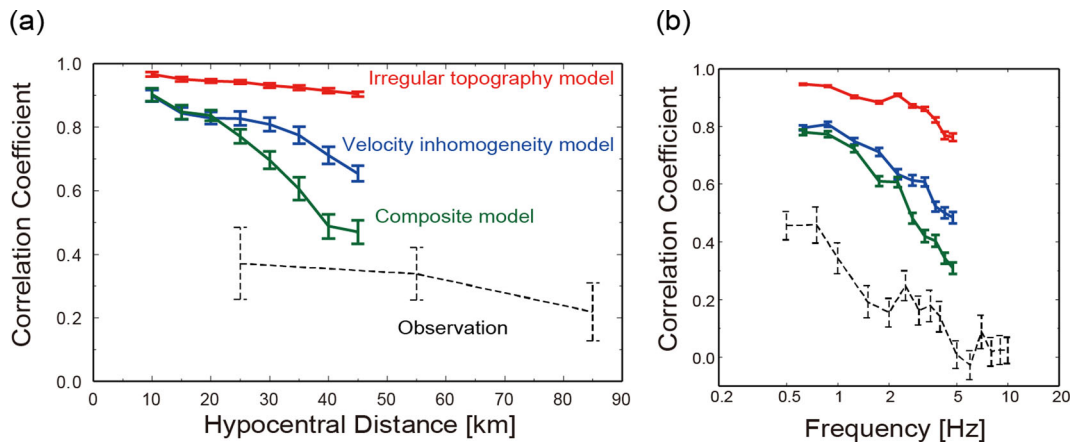 (a)
Correlation Coefficient
1.0
0.8
0.6
0.4
0.2
0.0
Irregular topography model
Velocity inhomogeneity model
Composite model
Observation
0 10 20 30 40 50 60 70 80 90
Hypocentral Distance [km]
(b)
Correlation Coefficient
1.0
0.8
0.6
0.4
0.2
0.0
0.2 0.5 1 2 5 10 20
Frequency [Hz]